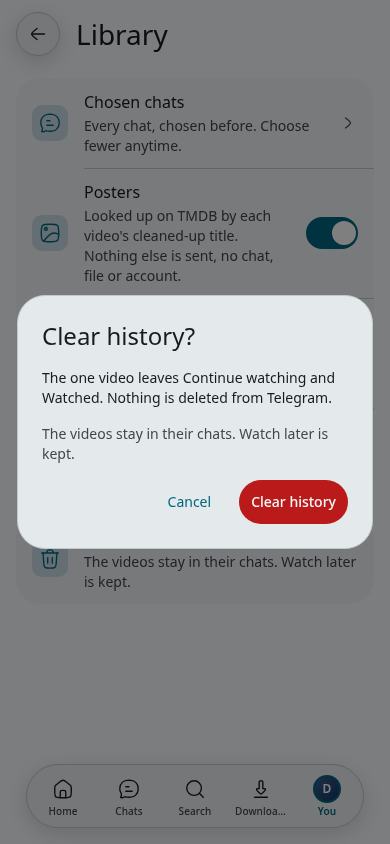 Library
Chosen chats
Every chat, chosen before. Choose
fewer anytime.
Posters
Looked up on TMDB by each
video's cleaned-up title.
Nothing else is sent, no chat,
file or account.
Clear history?
The one video leaves Continue watching and
Watched. Nothing is deleted from Telegram.
The videos stay in their chats. Watch later is
kept.
Cancel
Clear history
The videos stay in their chats. Watch later
is kept.
Home
Chats
Search
Downloa...
D
You